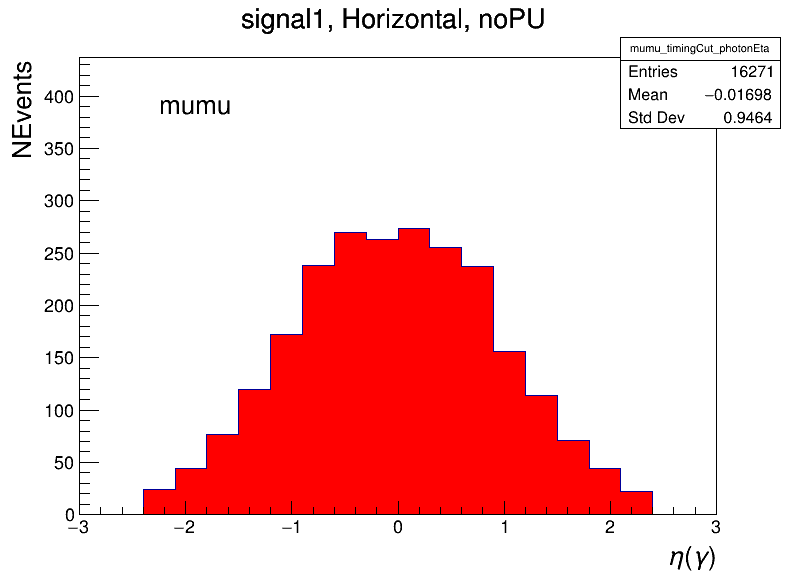 signal1, Horizontal, noPU
mumu_timingCut_photonEta
Entries 16271
Mean −0.01698
Std Dev 0.9464
NEvents
mumu
400
350
300
250
200
150
100
50
0
−3 −2 −1 0 1 2 3
η(γ)